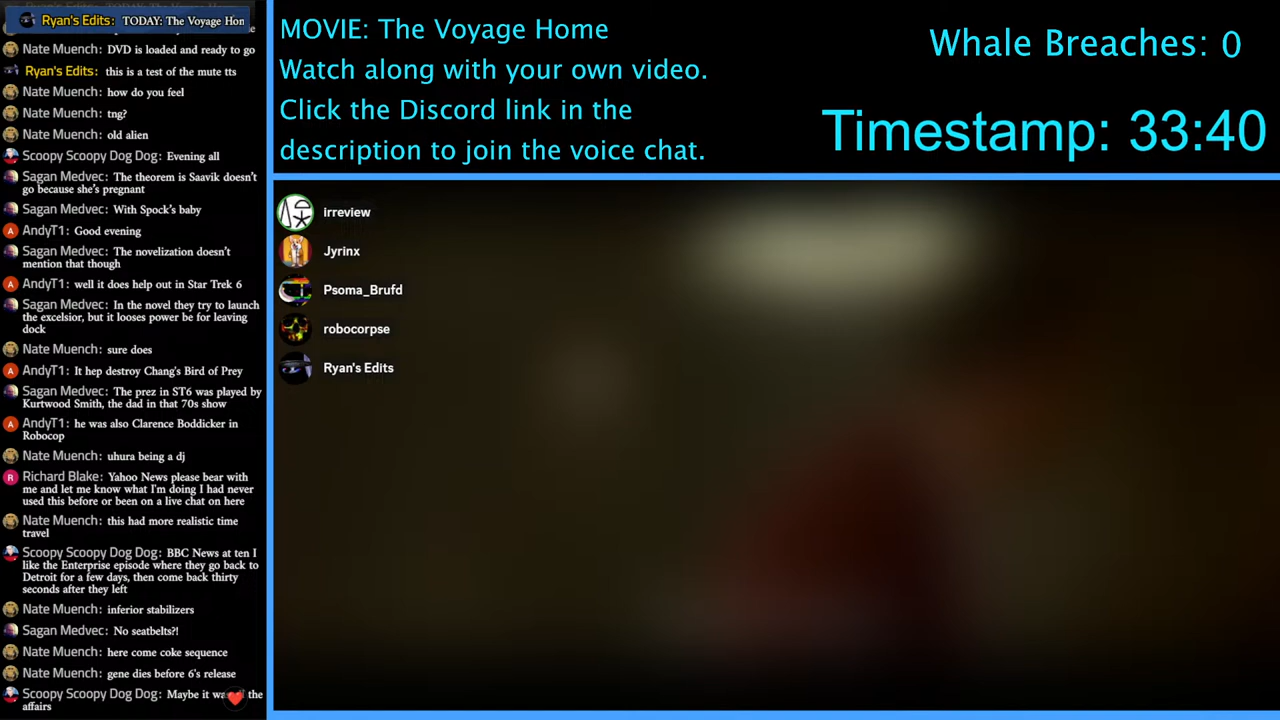 Ryan's Edits: TODAY: The Voyage Hon
Nate Muench: DVD is loaded and ready to go
Ryan's Edits: this is a test of the mute tts
Nate Muench: how do you feel
Nate Muench: tng?
Nate Muench: old alien
Scoopy Scoopy Dog Dog: Evening all
Sagan Medvec: The theorem is Saavik doesn't
go because she's pregnant
Sagan Medvec: With Spock's baby
A AndyT1: Good evening
Sagan Medvec: The novelization doesn't
mention that though
A AndyT1: well it does help out in Star Trek 6
Sagan Medvec: In the novel they try to launch
the excelsior, but it looses power be for leaving
dock
Nate Muench: sure does
A AndyT1: It hep destroy Chang's Bird of Prey
Sagan Medvec: The prez in ST6 was played by
Kurtwood Smith, the dad in that 70s show
A AndyT1: he was also Clarence Boddicker in
Robocop
Nate Muench: uhura being a dj
R Richard Blake: Yahoo News please bear with
me and let me know what I'm doing I had never
used this before or been on a live chat on here
Nate Muench: this had more realistic time
travel
Scoopy Scoopy Dog Dog: BBC News at ten I
like the Enterprise episode where they go back to
Detroit for a few days, then come back thirty
seconds after they left
Nate Muench: inferior stabilizers
Sagan Medvec: No seatbelts?!
Nate Muench: here come coke sequence
Nate Muench: gene dies before 6's release
Scoopy Scoopy Dog Dog: Maybe it the
affairs
MOVIE: The Voyage Home
Watch along with your own video.
Click the Discord link in the
description to join the voice chat.
Whale Breaches: 0
Timestamp: 33:40
irreview
Jyrinx
Psoma_Brufd
robocorpse
Ryan's Edits